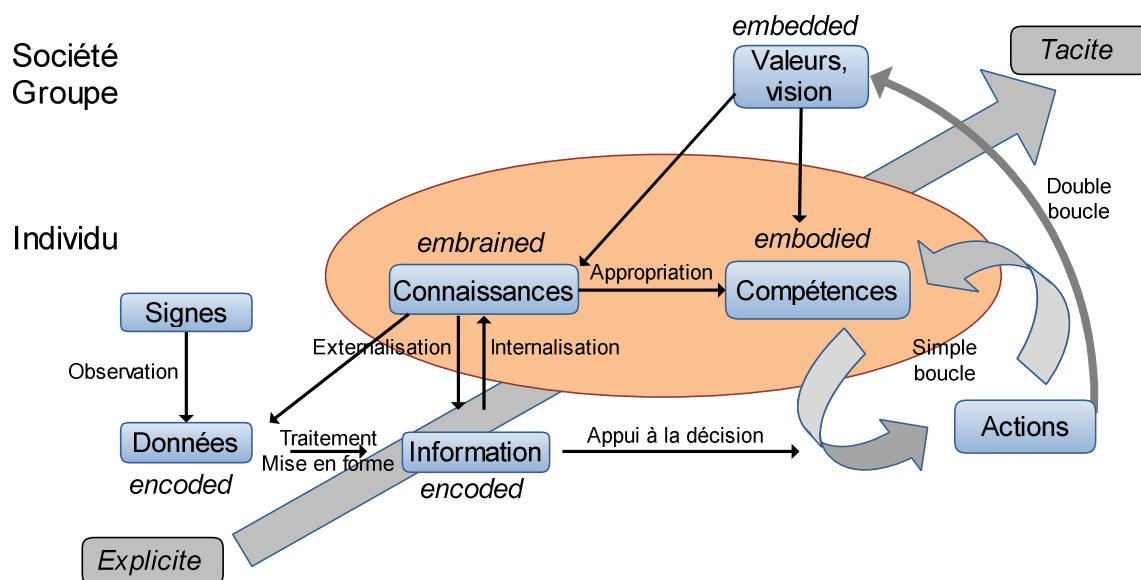 embedded
Société
Groupe
Valeurs,
vision
Tacite
Double
boucle
Individu
embrained
embodied
Connaissances
Appropriation
Compétences
Signes
Externalisation
Internalisation
Simple
boucle
Observation
Données
Traitement
Mise en forme
Information
Appui à la décision
Actions
encoded
encoded
Explicite